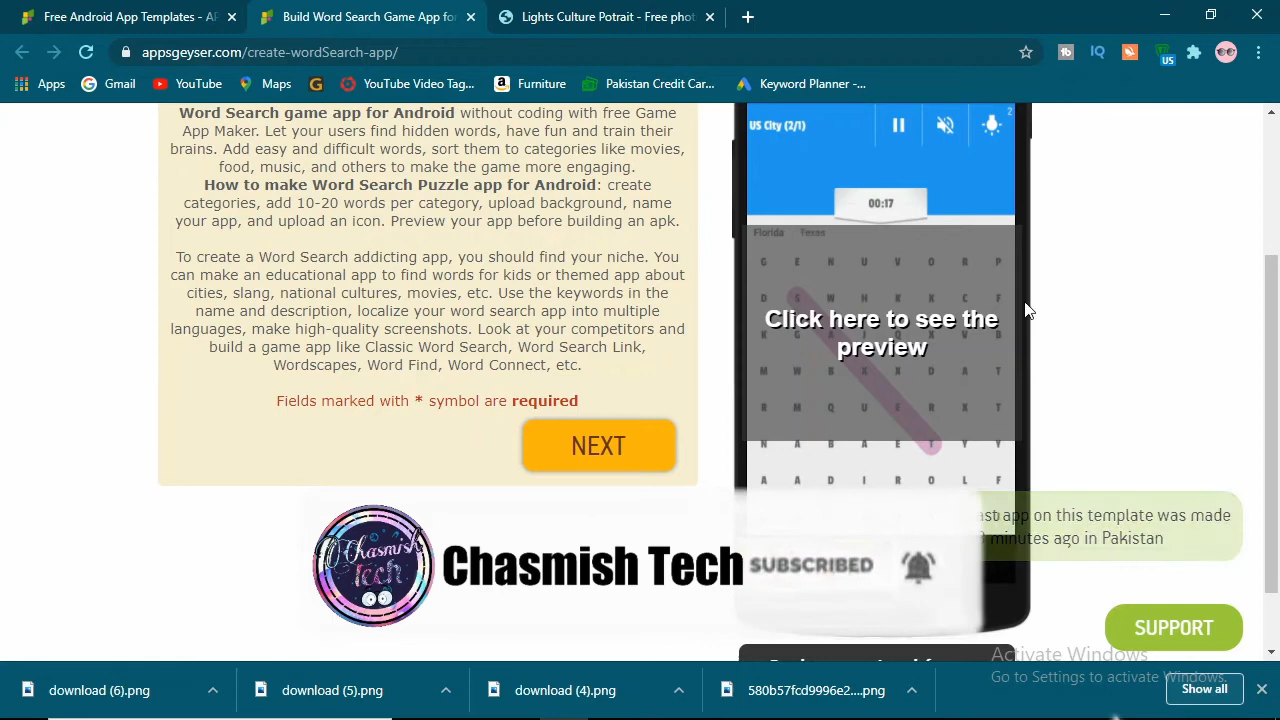 Free Android App Templates - AF
Build Word Search Game App for
Lights Culture Potrait - Free phot
appsgeyser.com/create-wordSearch-app/
US
Apps
Gmail
YouTube
Maps
YouTube Video Tag...
Furniture
Pakistan Credit Car...
Keyword Planner -...
Word Search game app for Android without coding with free Game
App Maker. Let your users find hidden words, have fun and train their
brains. Add easy and difficult words, sort them to categories like movies,
food, music, and others to make the game more engaging.
How to make Word Search Puzzle app for Android: create
categories, add 10-20 words per category, upload background, name
your app, and upload an icon. Preview your app before building an apk.
To create a Word Search addicting app, you should find your niche. You
can make an educational app to find words for kids or themed app about
cities, slang, national cultures, movies, etc. Use the keywords in the
name and description, localize your word search app into multiple
languages, make high-quality screenshots. Look at your competitors and
build a game app like Classic Word Search, Word Search Link,
Wordscapes, Word Find, Word Connect, etc.
Fields marked with * symbol are required
NEXT
US City (2/1)
2
00:17
Florida Texas
G E N U V O R P
D S W H K X C F
Click here to see the
preview
M W B X X D A T
R M Q U E R X T
N A B A E T Y Y
A A D I R O L F
app on this template was made
minutes ago in Pakistan
Chasmish Tech
Chasmish Tech
SUBSCRIBED
SUPPORT
Activate Windows
Go to Settings to activate Windows.
download (6).png
download (5).png
download (4).png
580b57fcd9996e2....png
Show all